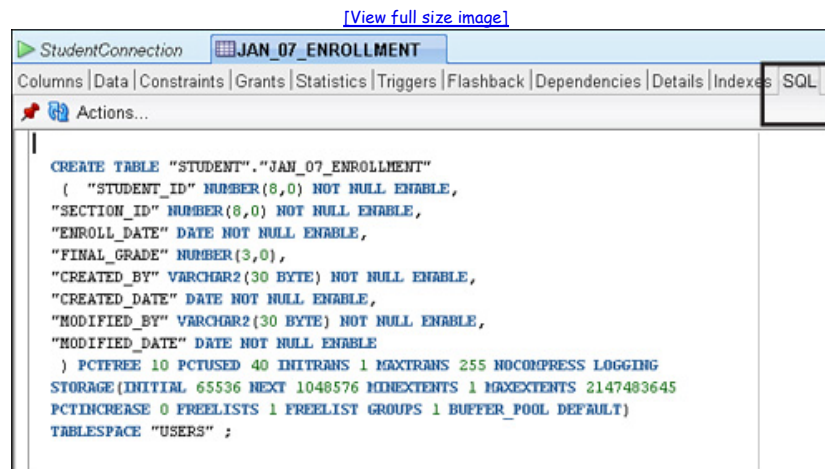 [View full size image]
StudentConnection JAN_07_ENROLLMENT
Columns | Data | Constraints | Grants | Statistics | Triggers | Flashback | Dependencies | Details | Indexes SQL
Actions...
CREATE TABLE "STUDENT"."JAN_07_ENROLLMENT"
( "STUDENT_ID" NUMBER(8,0) NOT NULL ENABLE,
"SECTION_ID" NUMBER(8,0) NOT NULL ENABLE,
"ENROLL_DATE" DATE NOT NULL ENABLE,
"FINAL_GRADE" NUMBER(3,0),
"CREATED_BY" VARCHAR2(30 BYTE) NOT NULL ENABLE,
"CREATED_DATE" DATE NOT NULL ENABLE,
"MODIFIED_BY" VARCHAR2(30 BYTE) NOT NULL ENABLE,
"MODIFIED_DATE" DATE NOT NULL ENABLE
) PCTFREE 10 PCTUSED 40 INITRANS 1 MAXTRANS 255 NOCOMPRESS LOGGING
STORAGE(INITIAL 65536 NEXT 1048576 MINEXTENTS 1 MAXEXTENTS 2147483645
PCTINCREASE 0 FREELISTS 1 FREELIST GROUPS 1 BUFFER_POOL DEFAULT)
TABLESPACE "USERS" ;